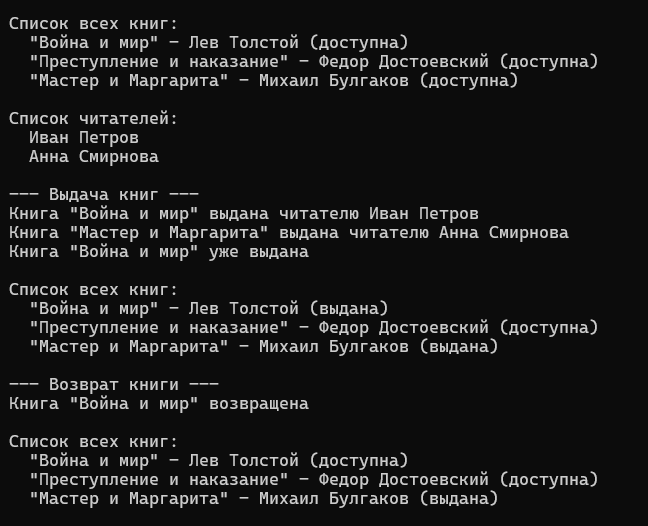 Список всех книг:
  "Война и мир" - Лев Толстой (доступна)
  "Преступление и наказание" - Федор Достоевский (доступна)
  "Мастер и Маргарита" - Михаил Булгаков (доступна)

Список читателей:
  Иван Петров
  Анна Смирнова

--- Выдача книг ---
Книга "Война и мир" выдана читателю Иван Петров
Книга "Мастер и Маргарита" выдана читателю Анна Смирнова
Книга "Война и мир" уже выдана

Список всех книг:
  "Война и мир" - Лев Толстой (выдана)
  "Преступление и наказание" - Федор Достоевский (доступна)
  "Мастер и Маргарита" - Михаил Булгаков (выдана)

--- Возврат книги ---
Книга "Война и мир" возвращена

Список всех книг:
  "Война и мир" - Лев Толстой (доступна)
  "Преступление и наказание" - Федор Достоевский (доступна)
  "Мастер и Маргарита" - Михаил Булгаков (выдана)